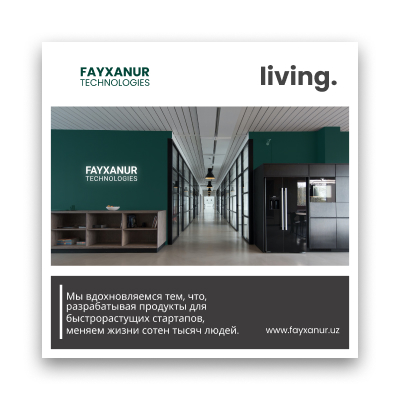 FAYXANUR
TECHNOLOGIES
living.
FAYXANUR
TECHNOLOGIES
Мы вдохновляемся тем, что,
разрабатывая продукты для
быстрорастущих стартапов,
меняем жизни сотен тысяч людей.
www.fayxanur.uz